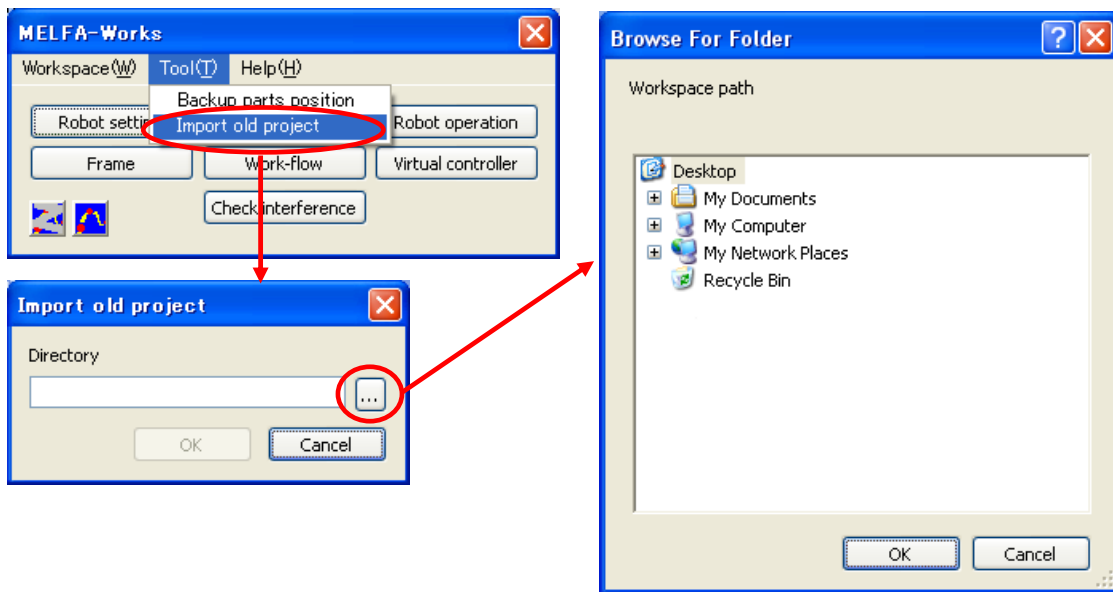 MELFA-Works
Workspace(W) Tool(T) Help(H)
Backup parts position
Import old project
Robot settin Robot operation
Frame Work-flow Virtual controller
Check interference
Import old project
Directory
...
OK Cancel
Browse For Folder
Workspace path
Desktop
My Documents
My Computer
My Network Places
Recycle Bin
OK Cancel